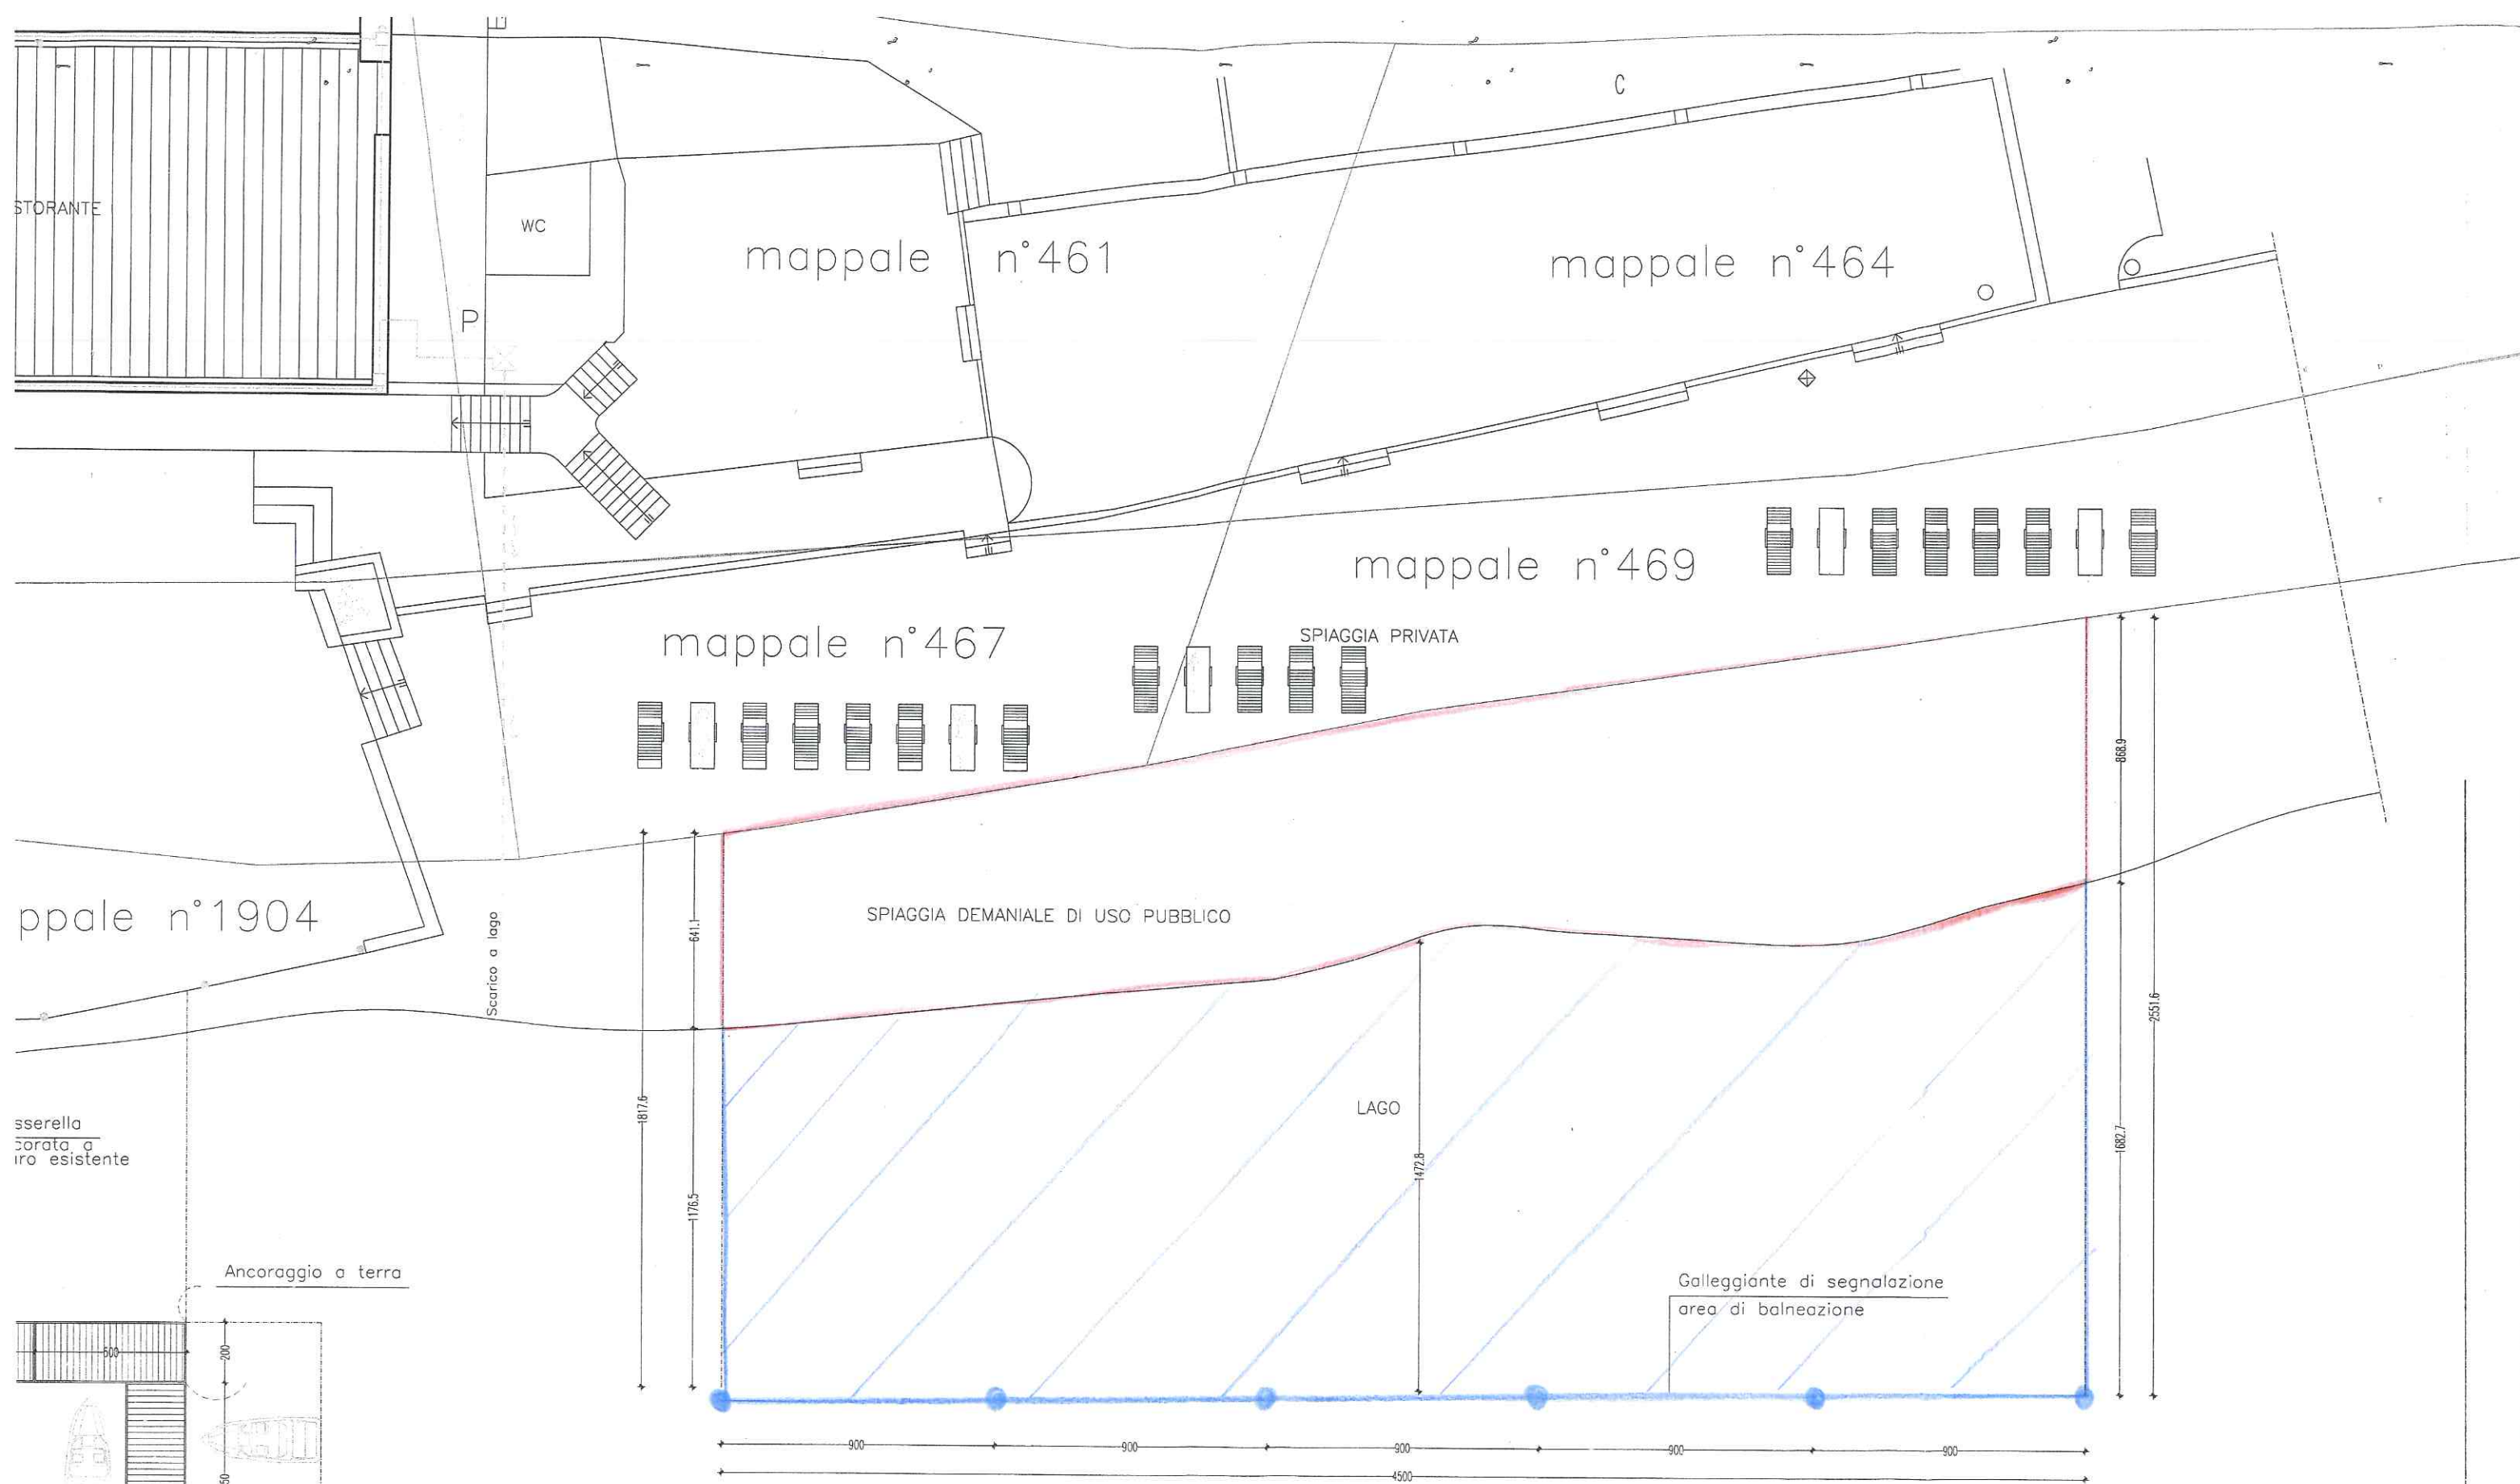 STORANTE
WC
P
C
mappale n°461
mappale n°464
mappale n°469
mappale n°467
SPIAGGIA PRIVATA
868.9
2551.6
ppale n°1904
Scarico a lago
641.1
SPIAGGIA DEMANIALE DI USO PUBBLICO
1817.6
1176.5
LAGO
1472.8
1682.7
sserella
corata a
uro esistente
Ancoraggio a terra
Galleggiante di segnalazione
area di balneazione
500
200
900
900
900
900
900
4500